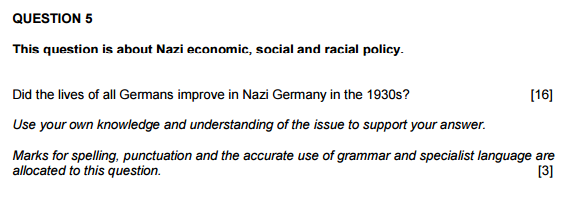 QUESTION 5
This question is about Nazi economic, social and racial policy.
Did the lives of all Germans improve in Nazi Germany in the 1930s? [16]
Use your own knowledge and understanding of the issue to support your answer.
Marks for spelling, punctuation and the accurate use of grammar and specialist language are
allocated to this question. [3]